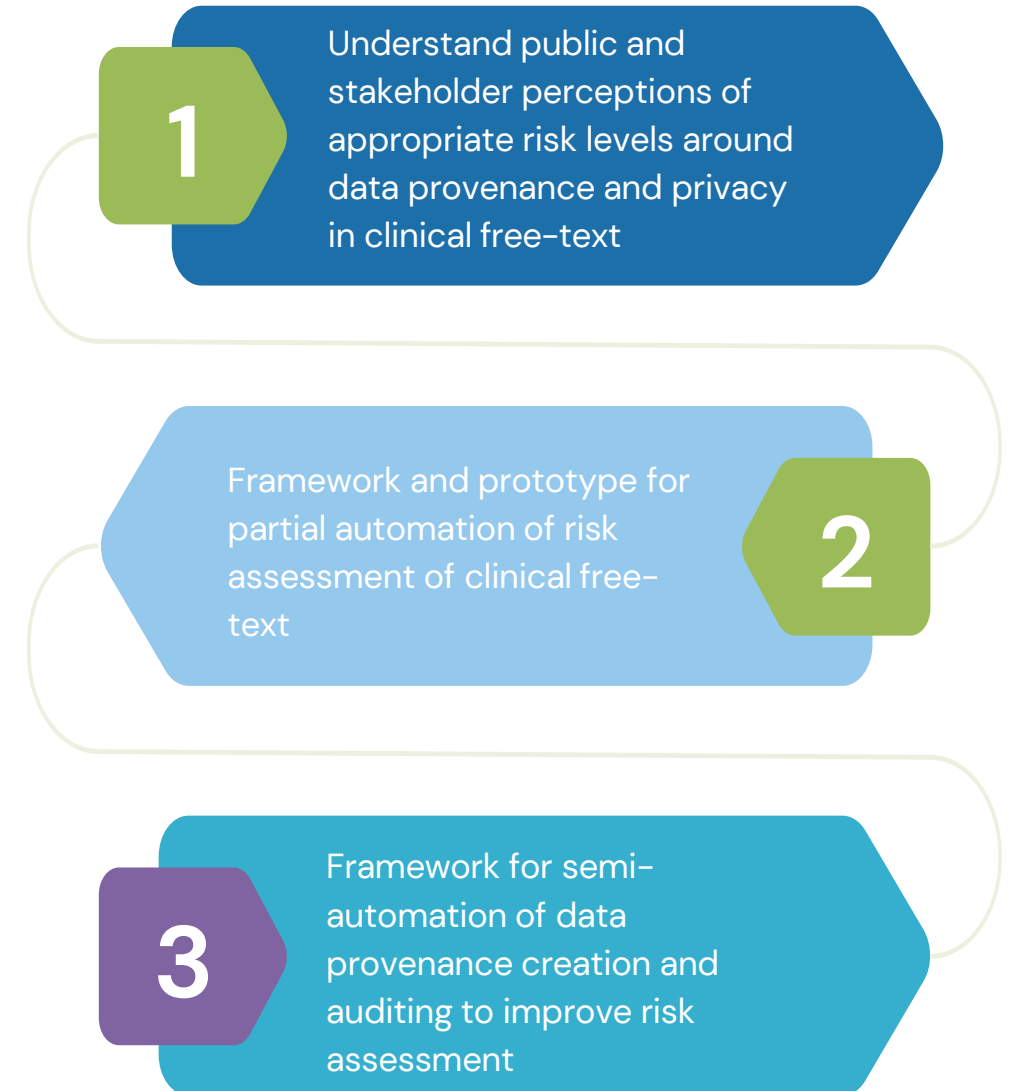 1
Understand public and
stakeholder perceptions of
appropriate risk levels around
data provenance and privacy
in clinical free-text
Framework and prototype for
partial automation of risk
assessment of clinical free-
text
2
3
Framework for semi-
automation of data
provenance creation and
auditing to improve risk
assessment